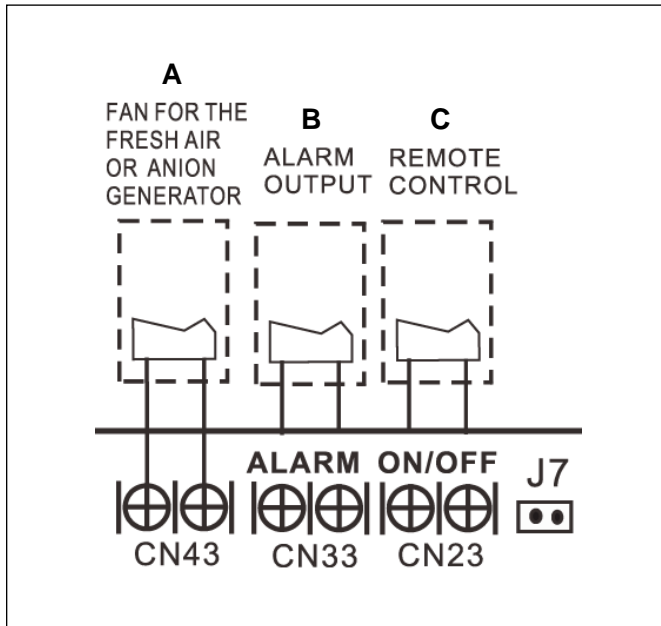 A
FAN FOR THE
FRESH AIR
OR ANION
GENERATOR
B
ALARM
OUTPUT
C
REMOTE
CONTROL
ALARM
ON/OFF
J7
CN43
CN33
CN23